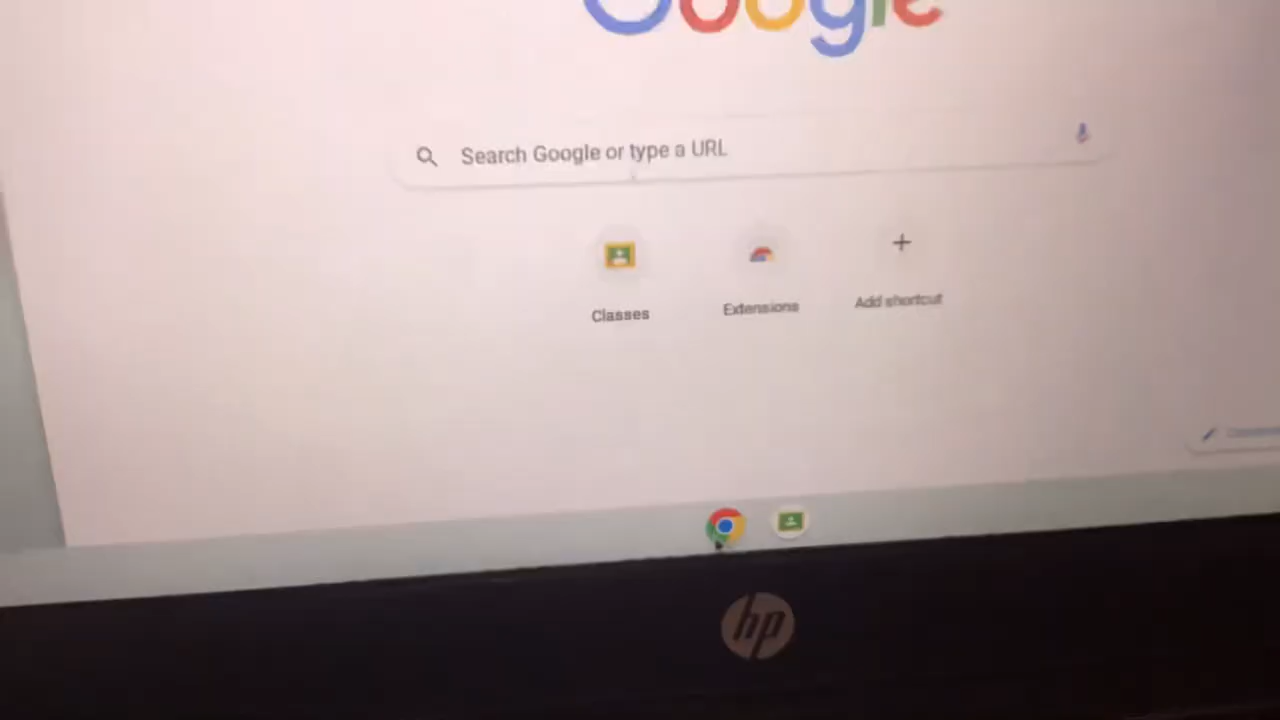 Google
Search Google or type a URL
Classes
Extensions
Add shortcut
hp